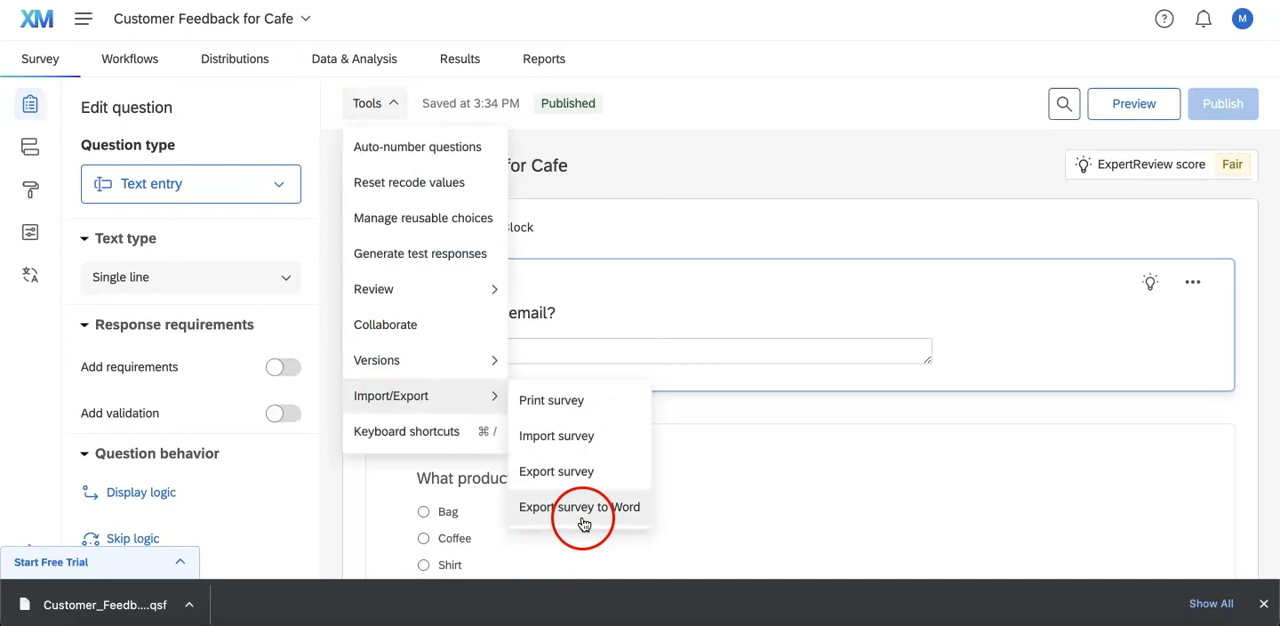 XM Customer Feedback for Cafe M
Survey Workflows Distributions Data & Analysis Results Reports
Edit question
Tools Saved at 3:34 PM Published Preview Publish
Question type
Text entry
Text type
Single line
Response requirements
Add requirements
Add validation
Question behavior
Display logic
Skip logic
Start Free Trial
Auto-number questions
Reset recode values
Manage reusable choices
Generate test responses
Review
Collaborate
Versions
Import/Export
Keyboard shortcuts ⌘ /
Print survey
Import survey
Export survey
Export survey to Word
for Cafe
ExpertReview score Fair
Block
email?
What produc
Bag
Coffee
Shirt
Customer_Feedb....qsf Show All